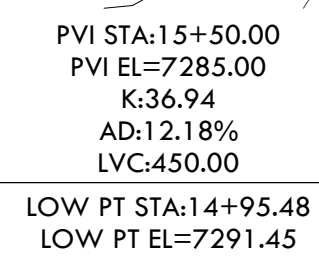 PVI STA:15+50.00
PVI EL=7285.00
K:36.94
AD:12.18%
LVC:450.00
LOW PT STA:14+95.48
LOW PT EL=7291.45